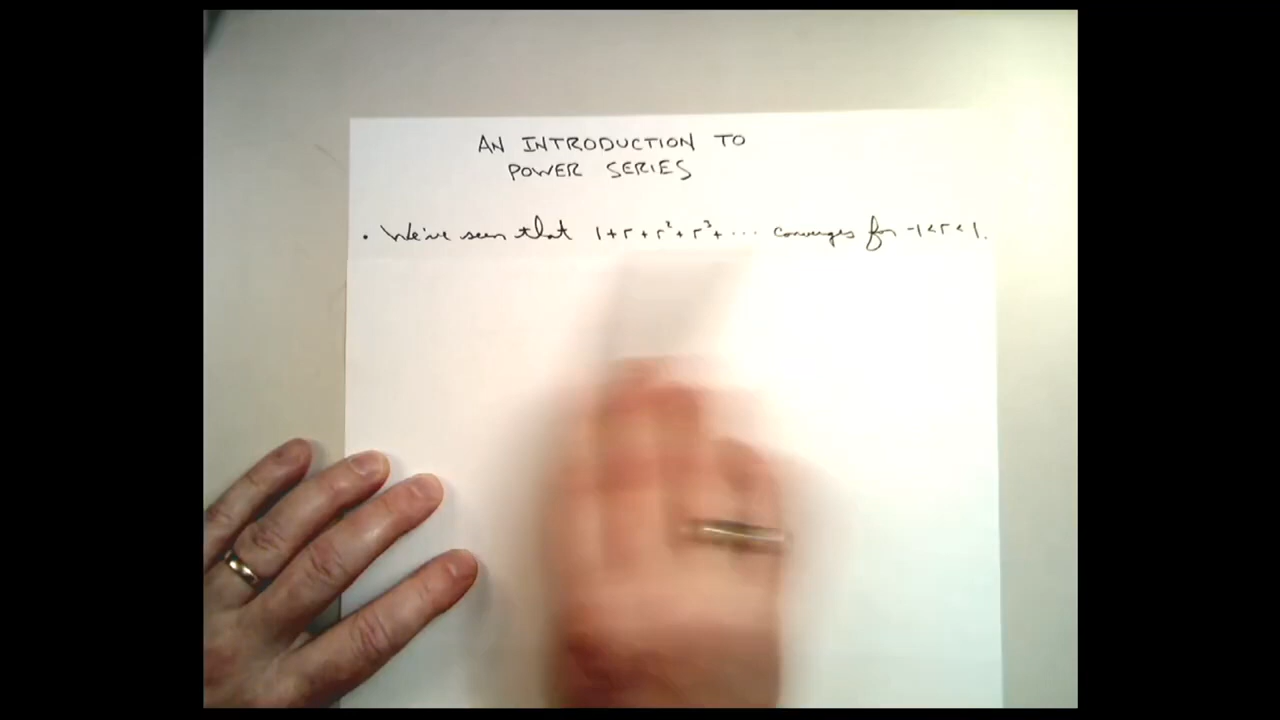 AN INTRODUCTION TO
POWER SERIES
• We've seen that 1+r+r²+r³+··· converges for -1<r<1.